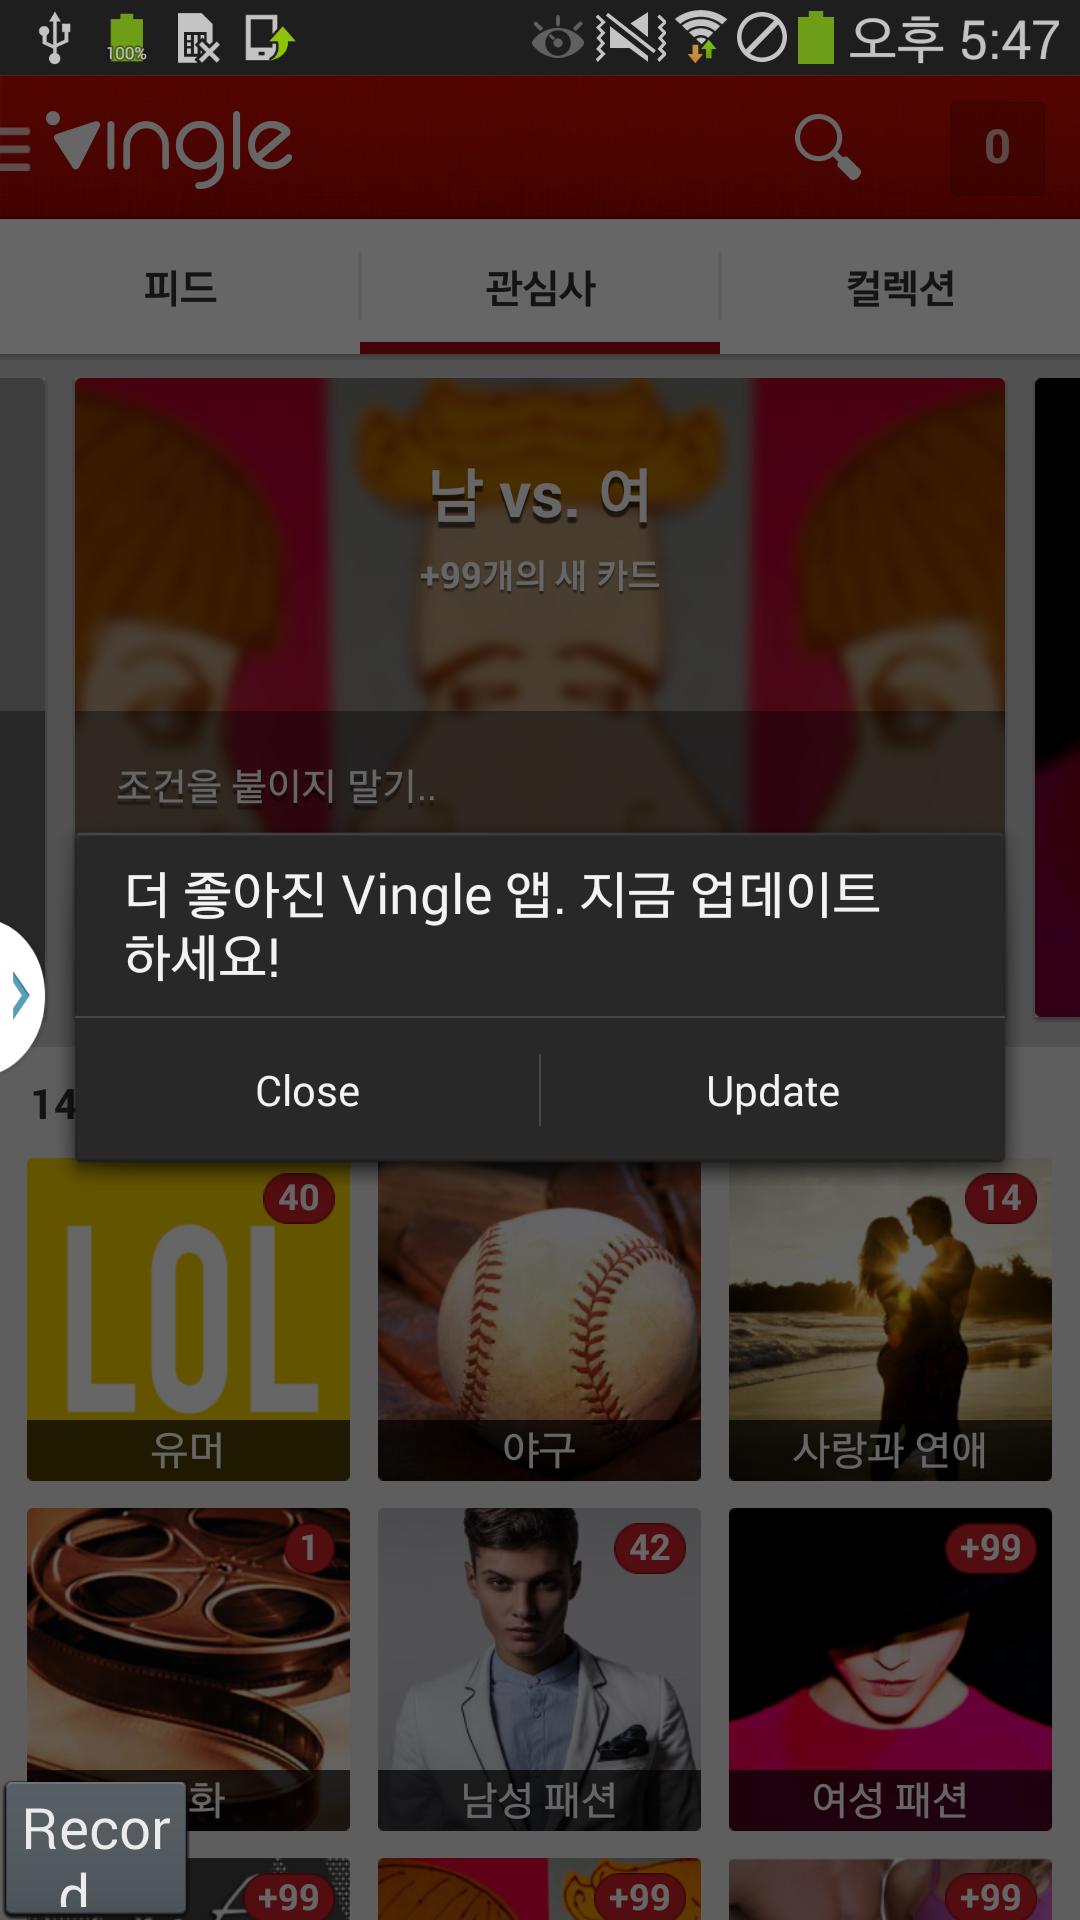 100%
오후 5:47
vingle
0
피드
관심사
컬렉션
남 vs. 여
+99개의 새 카드
조건을 붙이지 말기..
더 좋아진 Vingle 앱. 지금 업데이트
하세요!
Close
Update
14
40
14
LOL
유머
야구
사랑과 연애
1
42
+99
화
남성 패션
여성 패션
Recor
d
+99
+99
+99